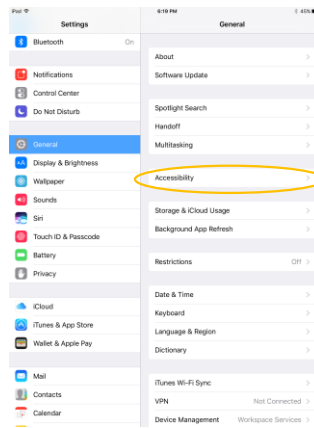 iPad
6:19 PM
45%
Settings
General
Bluetooth On
Notifications
Control Center
Do Not Disturb
General
Display & Brightness
Wallpaper
Sounds
Siri
Touch ID & Passcode
Battery
Privacy
iCloud
iTunes & App Store
Wallet & Apple Pay
Mail
Contacts
Calendar
About
Software Update
Spotlight Search
Handoff
Multitasking
Accessibility
Storage & iCloud Usage
Background App Refresh
Restrictions Off
Date & Time
Keyboard
Language & Region
Dictionary
iTunes Wi-Fi Sync
VPN Not Connected
Device Management Workspace Services